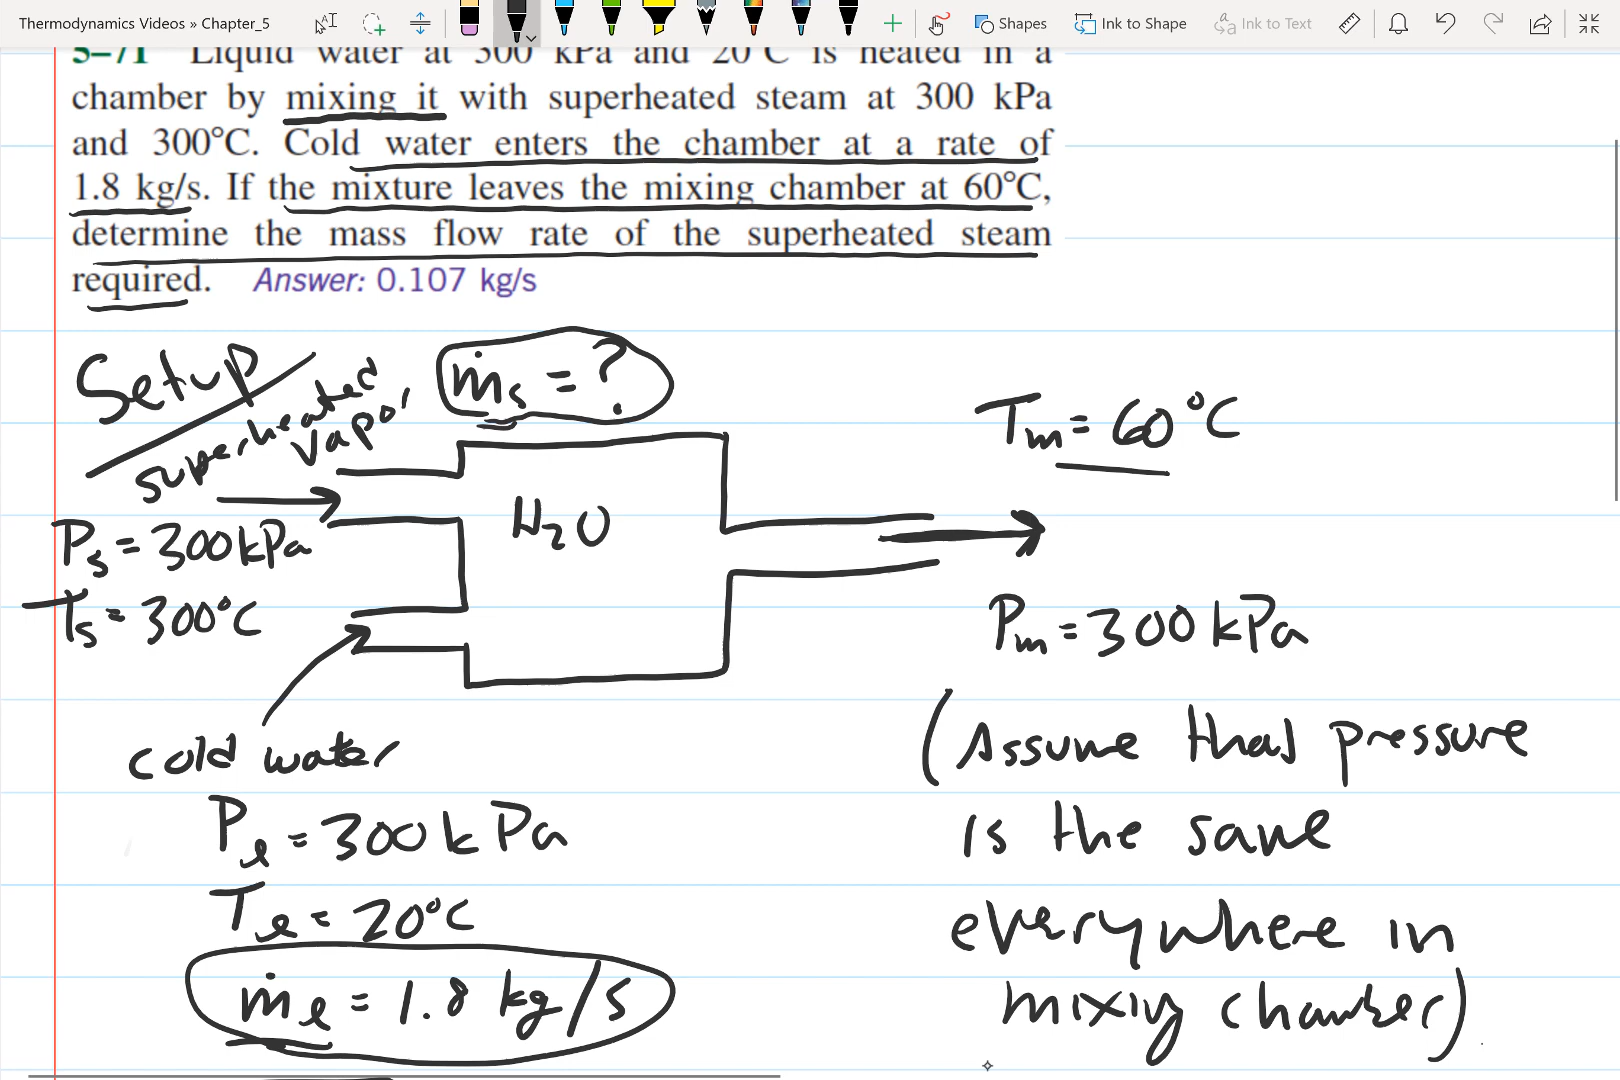 Thermodynamics Videos » Chapter_5
Shapes
Ink to Shape
Ink to Text
5–71 Liquid water at 300 kPa and 20°C is heated in a
chamber by mixing it with superheated steam at 300 kPa
and 300°C. Cold water enters the chamber at a rate of
1.8 kg/s. If the mixture leaves the mixing chamber at 60°C,
determine the mass flow rate of the superheated steam
required. Answer: 0.107 kg/s
Setup
superheated
vapor
ṁs = ?
Tm = 60°C
H2O
Ps = 300 kPa
Ts = 300°C
Pm = 300 kPa
cold water
(Assume that pressure
Pl = 300 kPa
is the same
Tl = 20°C
everywhere in
ṁl = 1.8 kg/s
mixing chamber)